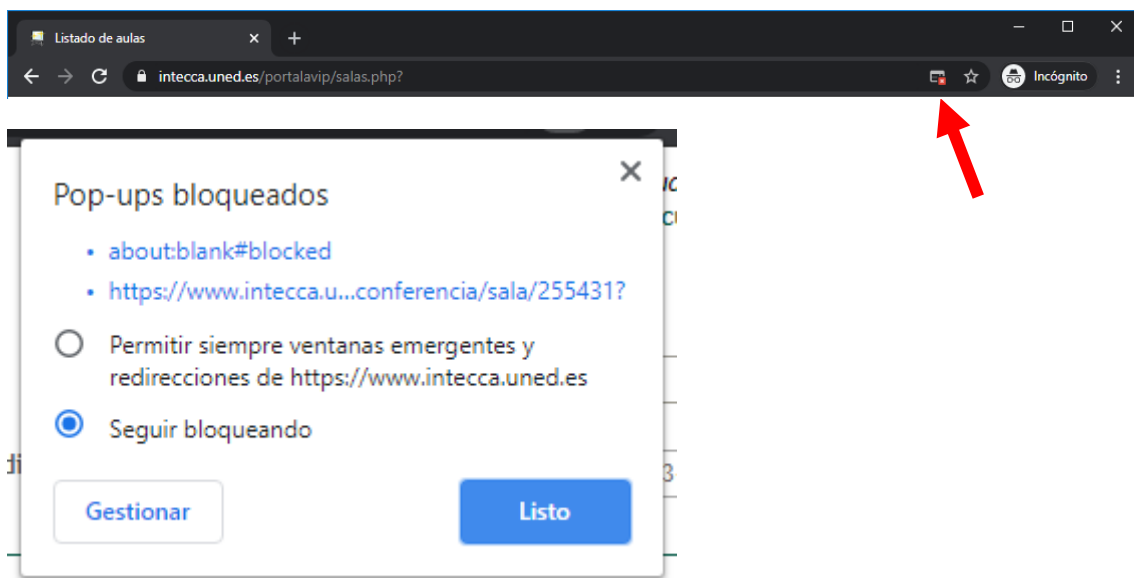 Listado de aulas
intecca.uned.es/portalavip/salas.php?
Incógnito
Pop-ups bloqueados
about:blank#blocked
https://www.intecca.u...conferencia/sala/255431?
Permitir siempre ventanas emergentes y
redirecciones de https://www.intecca.uned.es
Seguir bloqueando
Gestionar
Listo
3